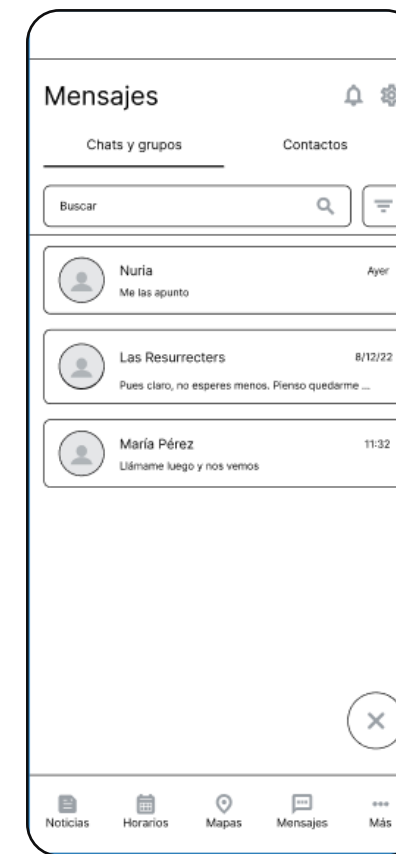 Mensajes
Chats y grupos Contactos
Buscar
Nuria Ayer
Me las apunto
Las Resurrecters 8/12/22
Pues claro, no esperes menos. Pienso quedarme ...
María Pérez 11:32
Llámame luego y nos vemos
Noticias Horarios Mapas Mensajes Más